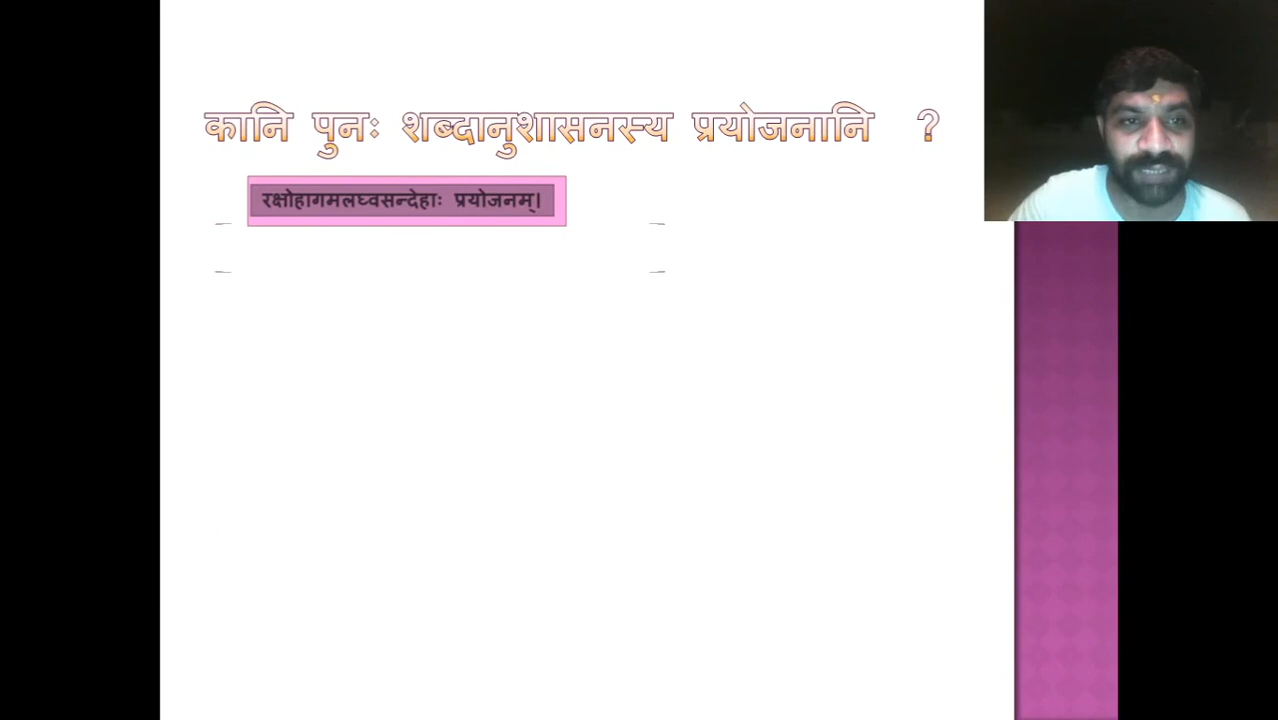 कानि पुनः शब्दानुशासनस्य प्रयोजनानि ?
रक्षोहागमलघ्वसन्देहाः प्रयोजनम्।